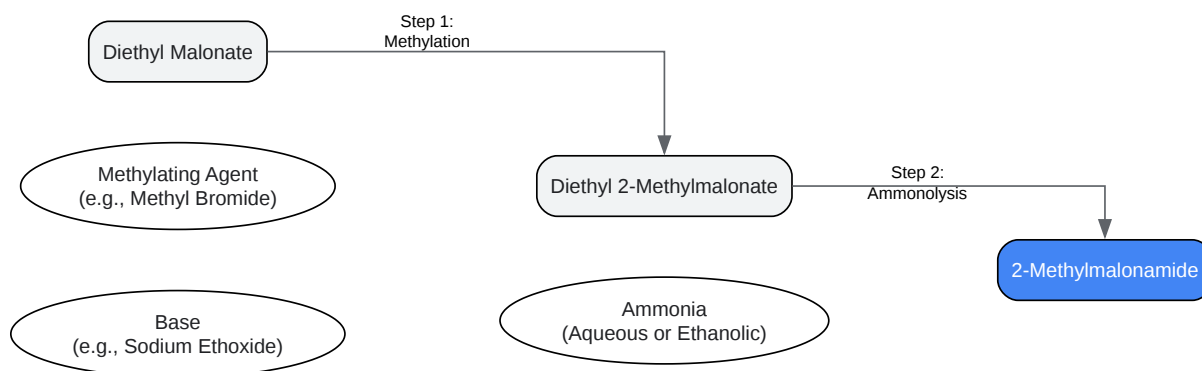 Diethyl Malonate
Step 1:
Methylation
Methylating Agent
(e.g., Methyl Bromide)
Diethyl 2-Methylmalonate
Step 2:
Ammonolysis
2-Methylmalonamide
Base
(e.g., Sodium Ethoxide)
Ammonia
(Aqueous or Ethanolic)